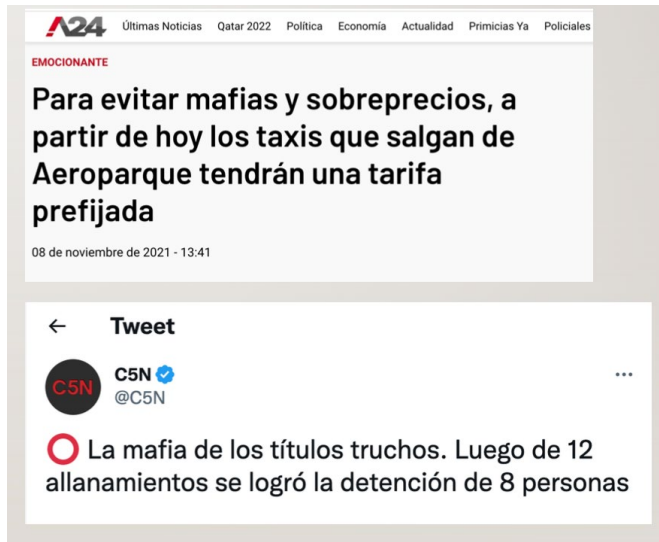 A24 Últimas Noticias Qatar 2022 Política Economía Actualidad Primicias Ya Policiales
EMOCIONANTE
Para evitar mafias y sobreprecios, a
partir de hoy los taxis que salgan de
Aeroparque tendrán una tarifa
prefijada
08 de noviembre de 2021 - 13:41
Tweet
C5N
C5N
@C5N
La mafia de los títulos truchos. Luego de 12
allanamientos se logró la detención de 8 personas